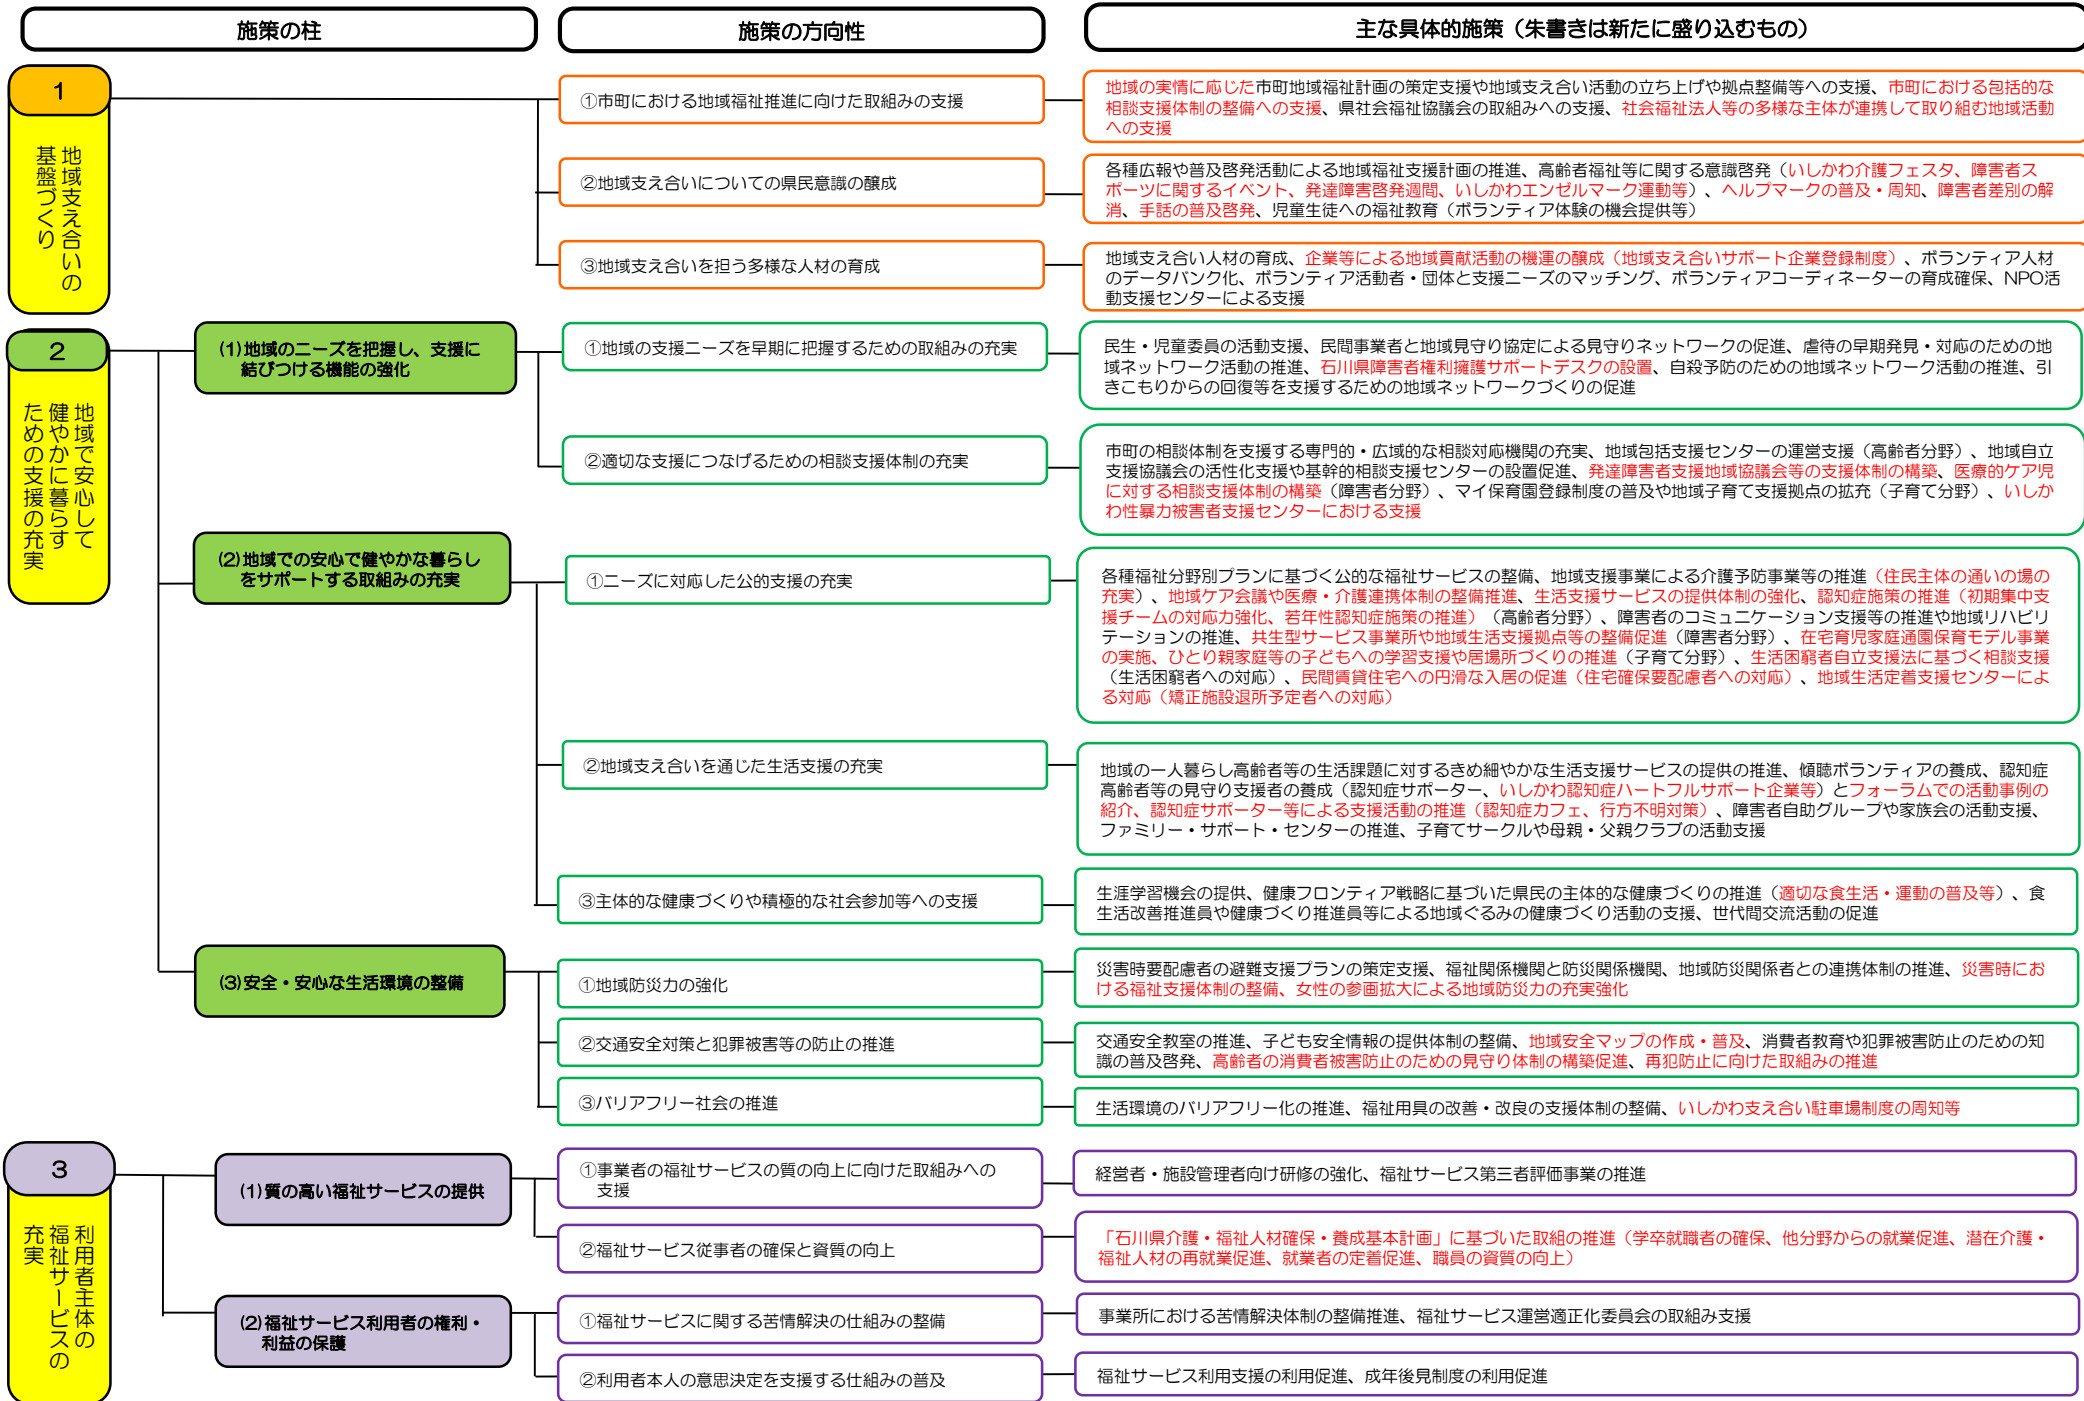 施策の柱
施策の方向性
主な具体的施策（朱書きは新たに盛り込むもの）
1
地域支え合いの
基盤づくり
①市町における地域福祉推進に向けた取組みの支援
地域の実情に応じた市町地域福祉計画の策定支援や地域支え合い活動の立ち上げや拠点整備等への支援、市町における包括的な
相談支援体制の整備への支援、県社会福祉協議会の取組みへの支援、社会福祉法人等の多様な主体が連携して取り組む地域活動
への支援
②地域支え合いについての県民意識の醸成
各種広報や普及啓発活動による地域福祉支援計画の推進、高齢者福祉等に関する意識啓発（いしかわ介護フェスタ、障害者ス
ポーツに関するイベント、発達障害啓発週間、いしかわエンゼルマーク運動等）、ヘルプマークの普及・周知、障害者差別の解
消、手話の普及啓発、児童生徒への福祉教育（ボランティア体験の機会提供等）
③地域支え合いを担う多様な人材の育成
地域支え合い人材の育成、企業等による地域貢献活動の機運の醸成（地域支え合いサポート企業登録制度）、ボランティア人材
のデータバンク化、ボランティア活動者・団体と支援ニーズのマッチング、ボランティアコーディネーターの育成確保、NPO活
動支援センターによる支援
2
地域で安心して
健やかに暮らす
ための支援の充実
(1)地域のニーズを把握し、支援に
結びつける機能の強化
①地域の支援ニーズを早期に把握するための取組みの充実
民生・児童委員の活動支援、民間事業者と地域見守り協定による見守りネットワークの促進、虐待の早期発見・対応のための地
域ネットワーク活動の推進、石川県障害者権利擁護サポートデスクの設置、自殺予防のための地域ネットワーク活動の推進、引
きこもりからの回復等を支援するための地域ネットワークづくりの促進
②適切な支援につなげるための相談支援体制の充実
市町の相談体制を支援する専門的・広域的な相談対応機関の充実、地域包括支援センターの運営支援（高齢者分野）、地域自立
支援協議会の活性化支援や基幹的相談支援センターの設置促進、発達障害者支援地域協議会等の支援体制の構築、医療的ケア児
に対する相談支援体制の構築（障害者分野）、マイ保育園登録制度の普及や地域子育て支援拠点の拡充（子育て分野）、いしか
わ性暴力被害者支援センターにおける支援
(2)地域での安心で健やかな暮らし
をサポートする取組みの充実
①ニーズに対応した公的支援の充実
各種福祉分野別プランに基づく公的な福祉サービスの整備、地域支援事業による介護予防事業等の推進（住民主体の通いの場の
充実）、地域ケア会議や医療・介護連携体制の整備推進、生活支援サービスの提供体制の強化、認知症施策の推進（初期集中支
援チームの対応力強化、若年性認知症施策の推進）（高齢者分野）、障害者のコミュニケーション支援等の推進や地域リハビリ
テーションの推進、共生型サービス事業所や地域生活支援拠点等の整備促進（障害者分野）、在宅育児家庭通園保育モデル事業
の実施、ひとり親家庭等の子どもへの学習支援や居場所づくりの推進（子育て分野）、生活困窮者自立支援法に基づく相談支援
（生活困窮者への対応）、民間賃貸住宅への円滑な入居の促進（住宅確保要配慮者への対応）、地域生活定着支援センターによ
る対応（矯正施設退所予定者への対応）
②地域支え合いを通じた生活支援の充実
地域の一人暮らし高齢者等の生活課題に対するきめ細やかな生活支援サービスの提供の推進、傾聴ボランティアの養成、認知症
高齢者等の見守り支援者の養成（認知症サポーター、いしかわ認知症ハートフルサポート企業等）とフォーラムでの活動事例の
紹介、認知症サポーター等による支援活動の推進（認知症カフェ、行方不明対策）、障害者自助グループや家族会の活動支援、
ファミリー・サポート・センターの推進、子育てサークルや母親・父親クラブの活動支援
③主体的な健康づくりや積極的な社会参加等への支援
生涯学習機会の提供、健康フロンティア戦略に基づいた県民の主体的な健康づくりの推進（適切な食生活・運動の普及等）、食
生活改善推進員や健康づくり推進員等による地域ぐるみの健康づくり活動の支援、世代間交流活動の促進
(3)安全・安心な生活環境の整備
①地域防災力の強化
災害時要配慮者の避難支援プランの策定支援、福祉関係機関と防災関係機関、地域防災関係者との連携体制の推進、災害時にお
ける福祉支援体制の整備、女性の参画拡大による地域防災力の充実強化
②交通安全対策と犯罪被害等の防止の推進
交通安全教室の推進、子ども安全情報の提供体制の整備、地域安全マップの作成・普及、消費者教育や犯罪被害防止のための知
識の普及啓発、高齢者の消費者被害防止のための見守り体制の構築促進、再犯防止に向けた取組みの推進
③バリアフリー社会の推進
生活環境のバリアフリー化の推進、福祉用具の改善・改良の支援体制の整備、いしかわ支え合い駐車場制度の周知等
3
利用者主体の
福祉サービスの
充実
(1)質の高い福祉サービスの提供
①事業者の福祉サービスの質の向上に向けた取組みへの
支援
経営者・施設管理者向け研修の強化、福祉サービス第三者評価事業の推進
②福祉サービス従事者の確保と資質の向上
「石川県介護・福祉人材確保・養成基本計画」に基づいた取組の推進（学卒就職者の確保、他分野からの就業促進、潜在介護・
福祉人材の再就業促進、就業者の定着促進、職員の資質の向上）
(2)福祉サービス利用者の権利・
利益の保護
①福祉サービスに関する苦情解決の仕組みの整備
事業所における苦情解決体制の整備推進、福祉サービス運営適正化委員会の取組み支援
②利用者本人の意思決定を支援する仕組みの普及
福祉サービス利用支援の利用促進、成年後見制度の利用促進